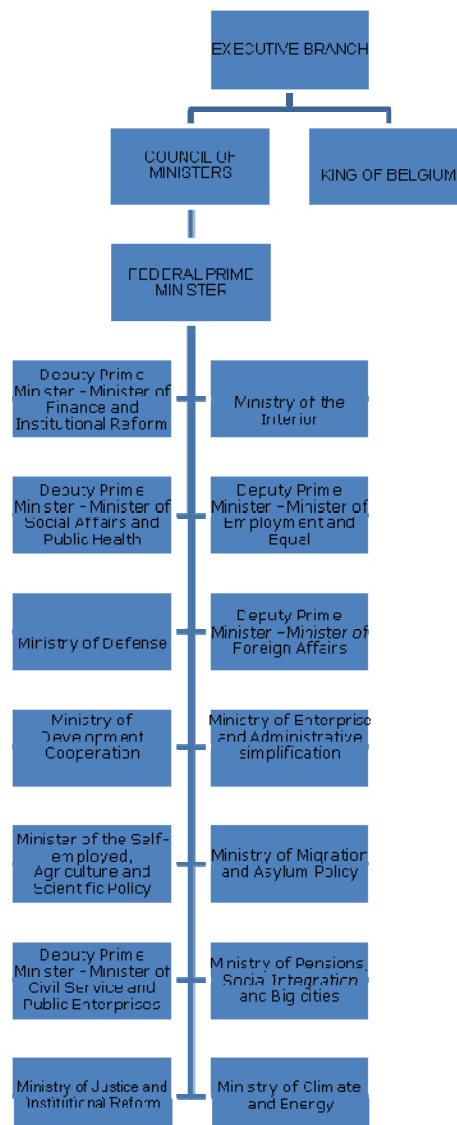 EXECUTIVE BRANCH
COUNCIL OF
MINISTERS
KING OF BELGIUM
FEDERAL PRIME
MINISTER
Deputy Prime
Minister - Minister of
Finance and
Institutional Reform
Ministry of the
Interior
Deputy Prime
Minister - Minister of
Social Affairs and
Public Health
Deputy Prime
Minister - Minister of
Employment and
Equal
Ministry of Defense
Deputy Prime
Minister - Minister of
Foreign Affairs
Ministry of
Development
Cooperation
Ministry of Enterprise
and Administrative
simplification
Minister of the Self-
employed,
Agriculture and
Scientific Policy
Ministry of Migration
and Asylum Policy
Deputy Prime
Minister - Minister of
Civil Service and
Public Enterprises
Ministry of Pensions,
Social Integration
and Big cities
Ministry of Justice and
Institutional Reform
Ministry of Climate
and Energy